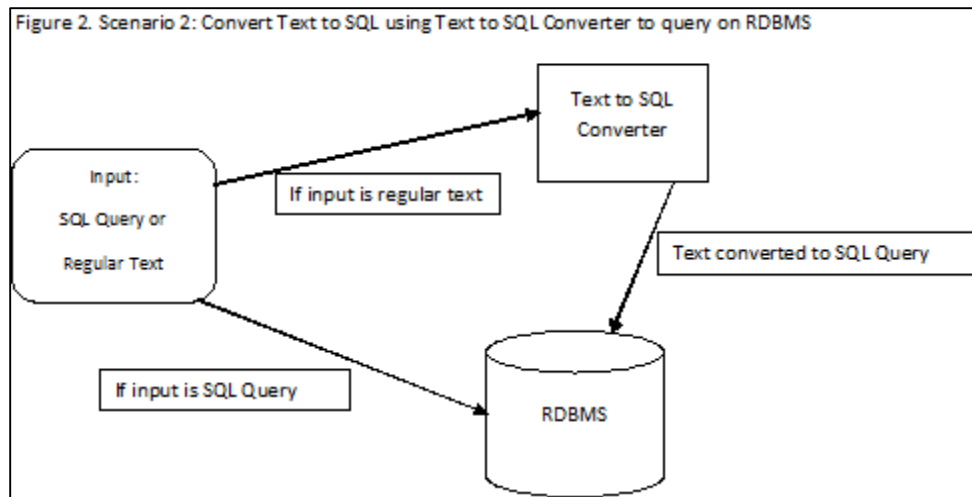 Figure 2. Scenario 2: Convert Text to SQL using Text to SQL Converter to query on RDBMS
Text to SQL
Converter
Input:
SQL Query or
Regular Text
If input is regular text
Text converted to SQL Query
If input is SQL Query
RDBMS